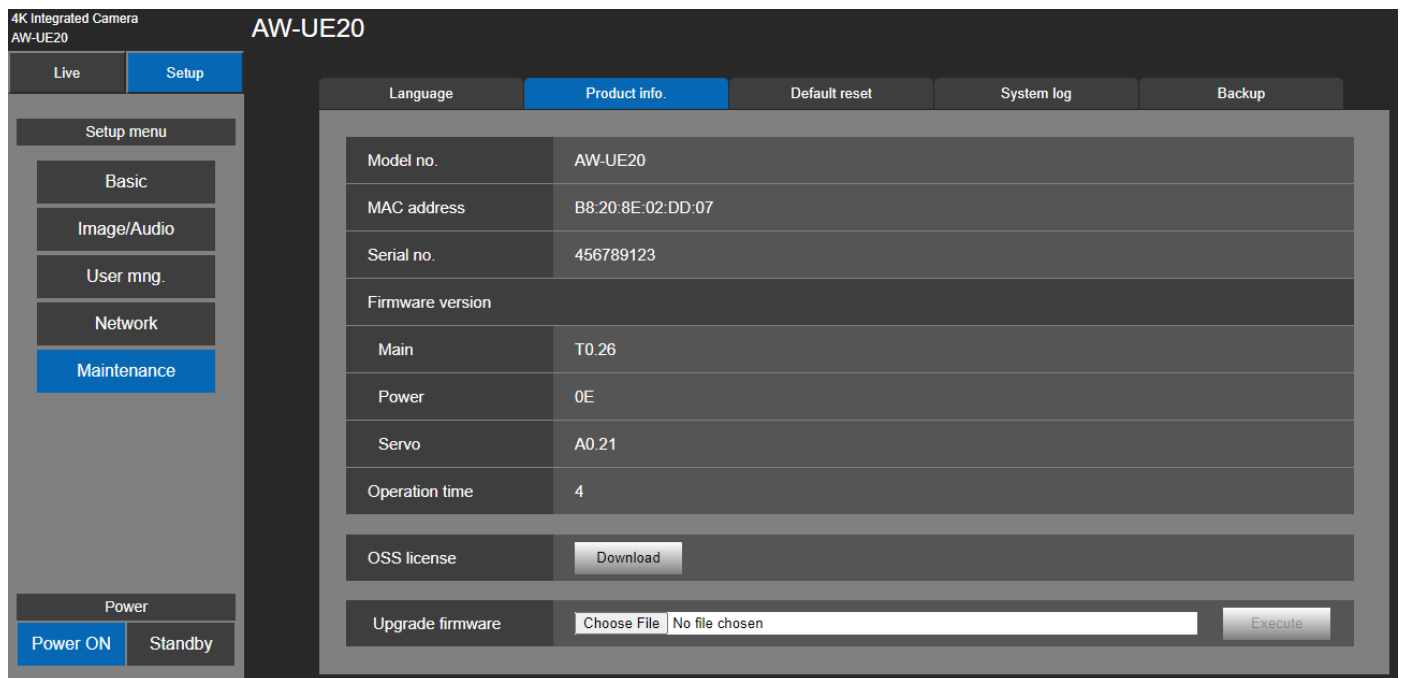 4K Integrated Camera
AW-UE20
AW-UE20
Live Setup
Language Product info. Default reset System log Backup
Setup menu
Basic
Image/Audio
User mng.
Network
Maintenance
Model no. AW-UE20
MAC address B8:20:8E:02:DD:07
Serial no. 456789123
Firmware version
Main T0.26
Power 0E
Servo A0.21
Operation time 4
OSS license Download
Upgrade firmware Choose File No file chosen Execute
Power
Power ON Standby